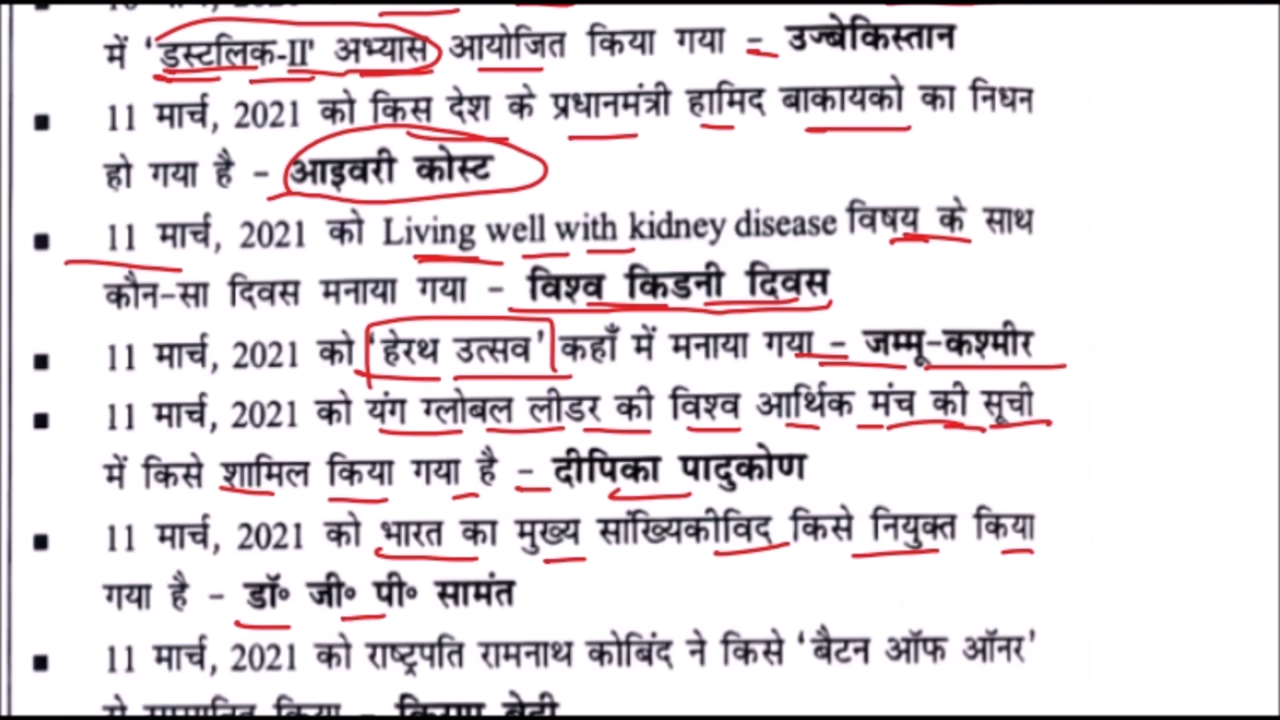 में 'डस्टलिक-II' अभ्यास आयोजित किया गया - उज्बेकिस्तान
▪ 11 मार्च, 2021 को किस देश के प्रधानमंत्री हामिद बाकायको का निधन
हो गया है - आइवरी कोस्ट
▪ 11 मार्च, 2021 को Living well with kidney disease विषय के साथ
कौन-सा दिवस मनाया गया - विश्व किडनी दिवस
▪ 11 मार्च, 2021 को 'हेरथ उत्सव' कहाँ में मनाया गया - जम्मू-कश्मीर
▪ 11 मार्च, 2021 को यंग ग्लोबल लीडर की विश्व आर्थिक मंच की सूची
में किसे शामिल किया गया है - दीपिका पादुकोण
▪ 11 मार्च, 2021 को भारत का मुख्य सांख्यिकीविद किसे नियुक्त किया
गया है - डॉ॰ जी॰ पी॰ सामंत
▪ 11 मार्च, 2021 को राष्ट्रपति रामनाथ कोबिंद ने किसे 'बैटन ऑफ ऑनर'